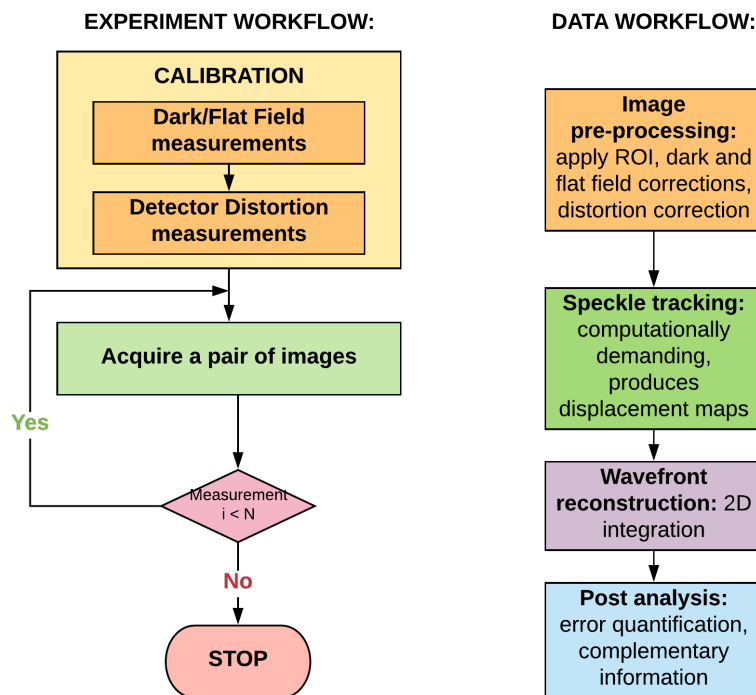 EXPERIMENT WORKFLOW:
CALIBRATION
Dark/Flat Field
measurements
Detector Distortion
measurements
Acquire a pair of images
Yes
Measurement
i < N
No
STOP
DATA WORKFLOW:
Image
pre-processing:
apply ROI, dark and
flat field corrections,
distortion correction
Speckle tracking:
computationally
demanding,
produces
displacement maps
Wavefront
reconstruction: 2D
integration
Post analysis:
error quantification,
complementary
information